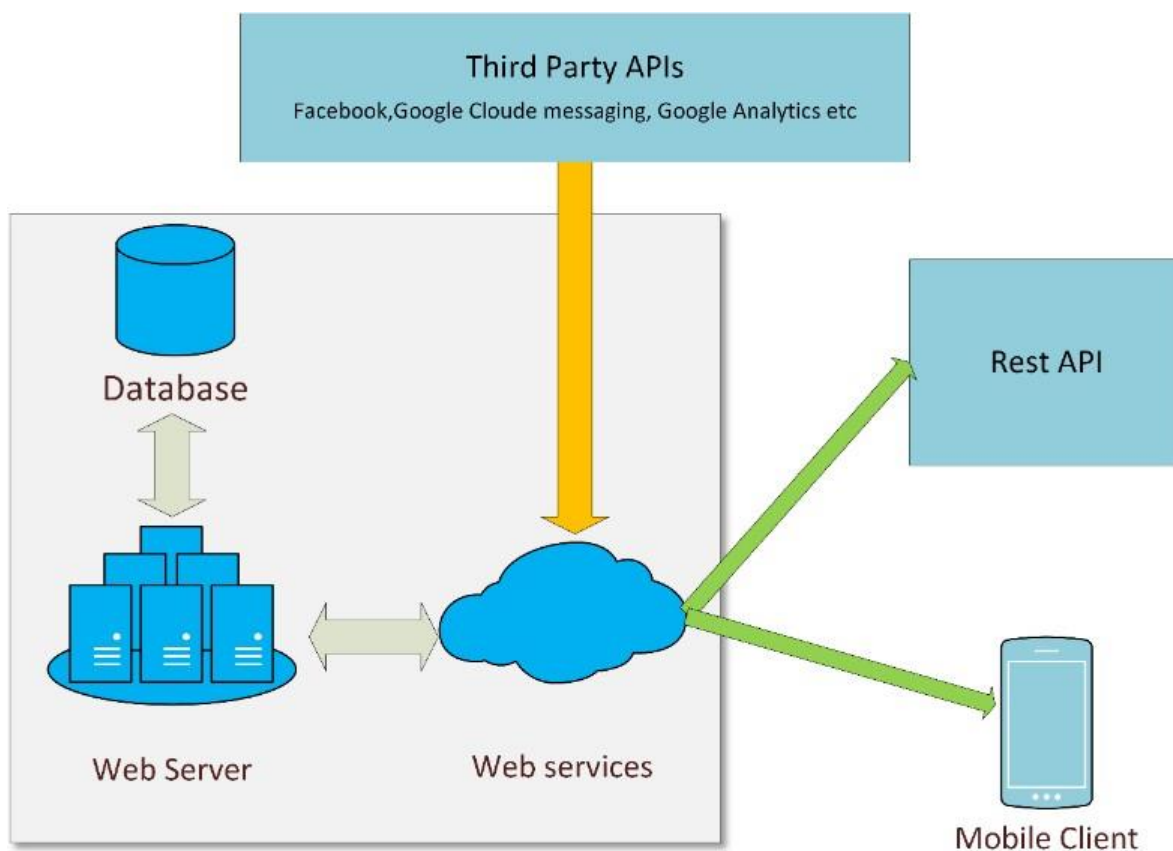 Third Party APIs
Facebook,Google Cloude messaging, Google Analytics etc
Database
Rest API
Web Server
Web services
Mobile Client